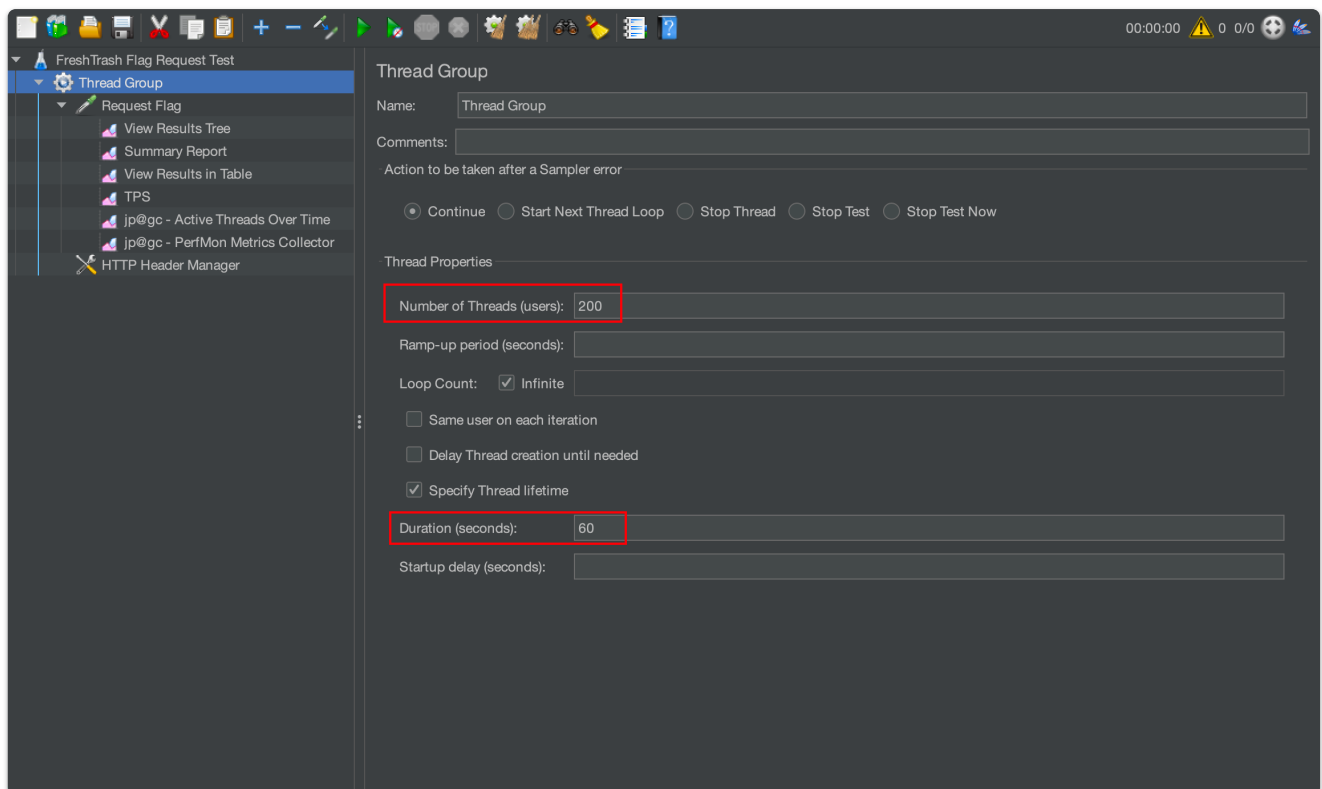 00:00:00 0 0/0
FreshTrash Flag Request Test
Thread Group
Request Flag
View Results Tree
Summary Report
View Results in Table
TPS
jp@gc - Active Threads Over Time
jp@gc - PerfMon Metrics Collector
HTTP Header Manager
Thread Group
Name: Thread Group
Comments:
Action to be taken after a Sampler error
Continue Start Next Thread Loop Stop Thread Stop Test Stop Test Now
Thread Properties
Number of Threads (users): 200
Ramp-up period (seconds):
Loop Count: Infinite
Same user on each iteration
Delay Thread creation until needed
Specify Thread lifetime
Duration (seconds): 60
Startup delay (seconds):